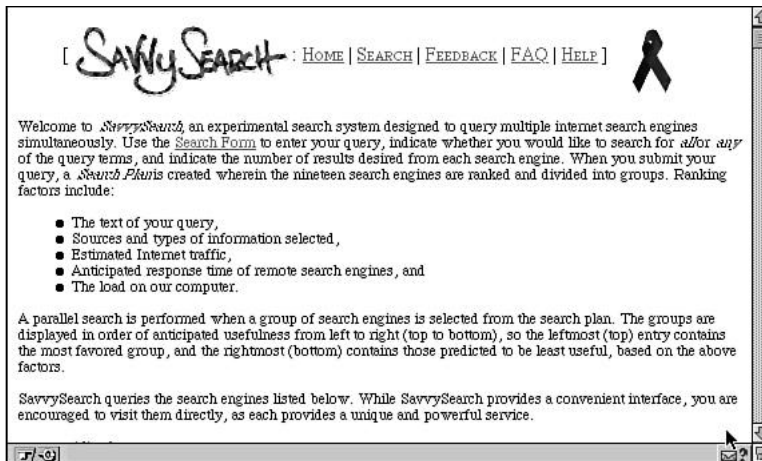 [ SAVVYSEARCH : HOME | SEARCH | FEEDBACK | FAQ | HELP ]
Welcome to SavvySearch, an experimental search system designed to query multiple internet search engines
simultaneously. Use the Search Form to enter your query, indicate whether you would like to search for all or any
of the query terms, and indicate the number of results desired from each search engine. When you submit your
query, a Search Plan is created wherein the nineteen search engines are ranked and divided into groups. Ranking
factors include:
● The text of your query,
● Sources and types of information selected,
● Estimated Internet traffic,
● Anticipated response time of remote search engines, and
● The load on our computer.
A parallel search is performed when a group of search engines is selected from the search plan. The groups are
displayed in order of anticipated usefulness from left to right (top to bottom), so the leftmost (top) entry contains
the most favored group, and the rightmost (bottom) contains those predicted to be least useful, based on the above
factors.
SavvySearch queries the search engines listed below. While SavvySearch provides a convenient interface, you are
encouraged to visit them directly, as each provides a unique and powerful service.
?